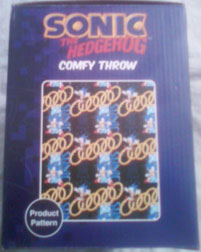 SONIC
THE HEDGEHOG
COMFY THROW
Product
Pattern